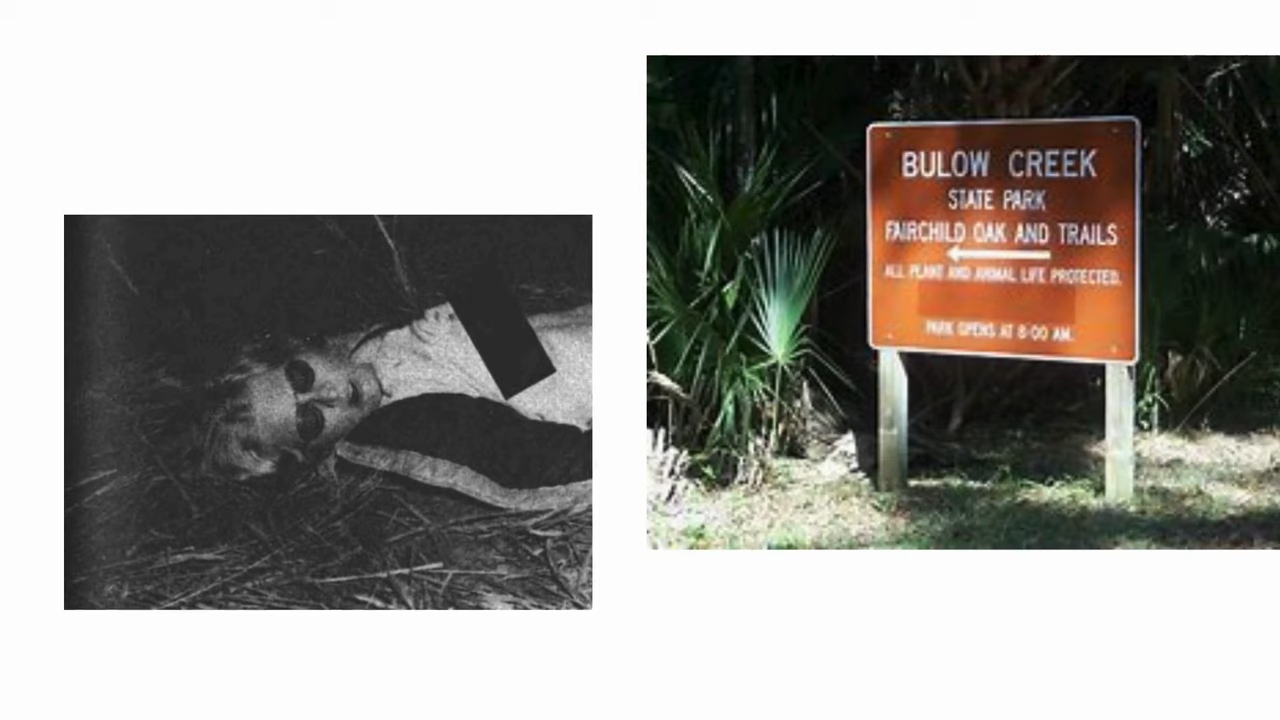 BULOW CREEK
STATE PARK
FAIRCHILD OAK AND TRAILS
ALL PLANT AND ANIMAL LIFE PROTECTED.
PARK OPENS AT 8:00 AM.